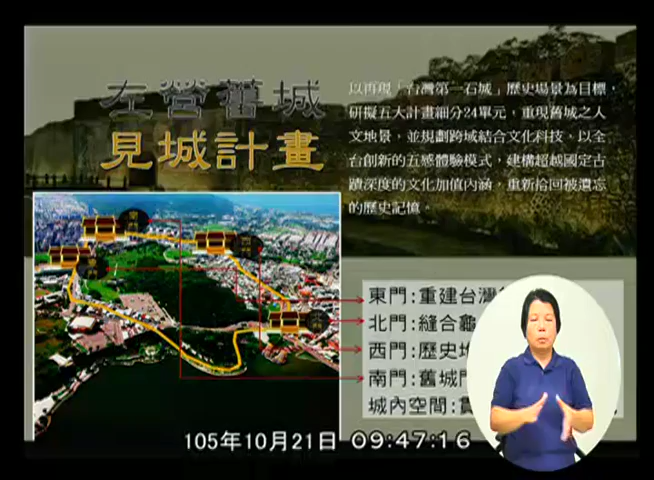 左營舊城
見城計畫
以再現「台灣第一石城」歷史場景為目標,
研擬五大計畫細分24單元,重現舊城之人
文地景,並規劃跨域結合文化科技,以全
台創新的五感體驗模式,建構超越國定古
蹟深度的文化加值內涵,重新拾回被遺忘
的歷史記憶。
東門:重建台灣
北門:縫合龜
西門:歷史
南門:舊城門
城內空間:
105年10月21日 09:47:16